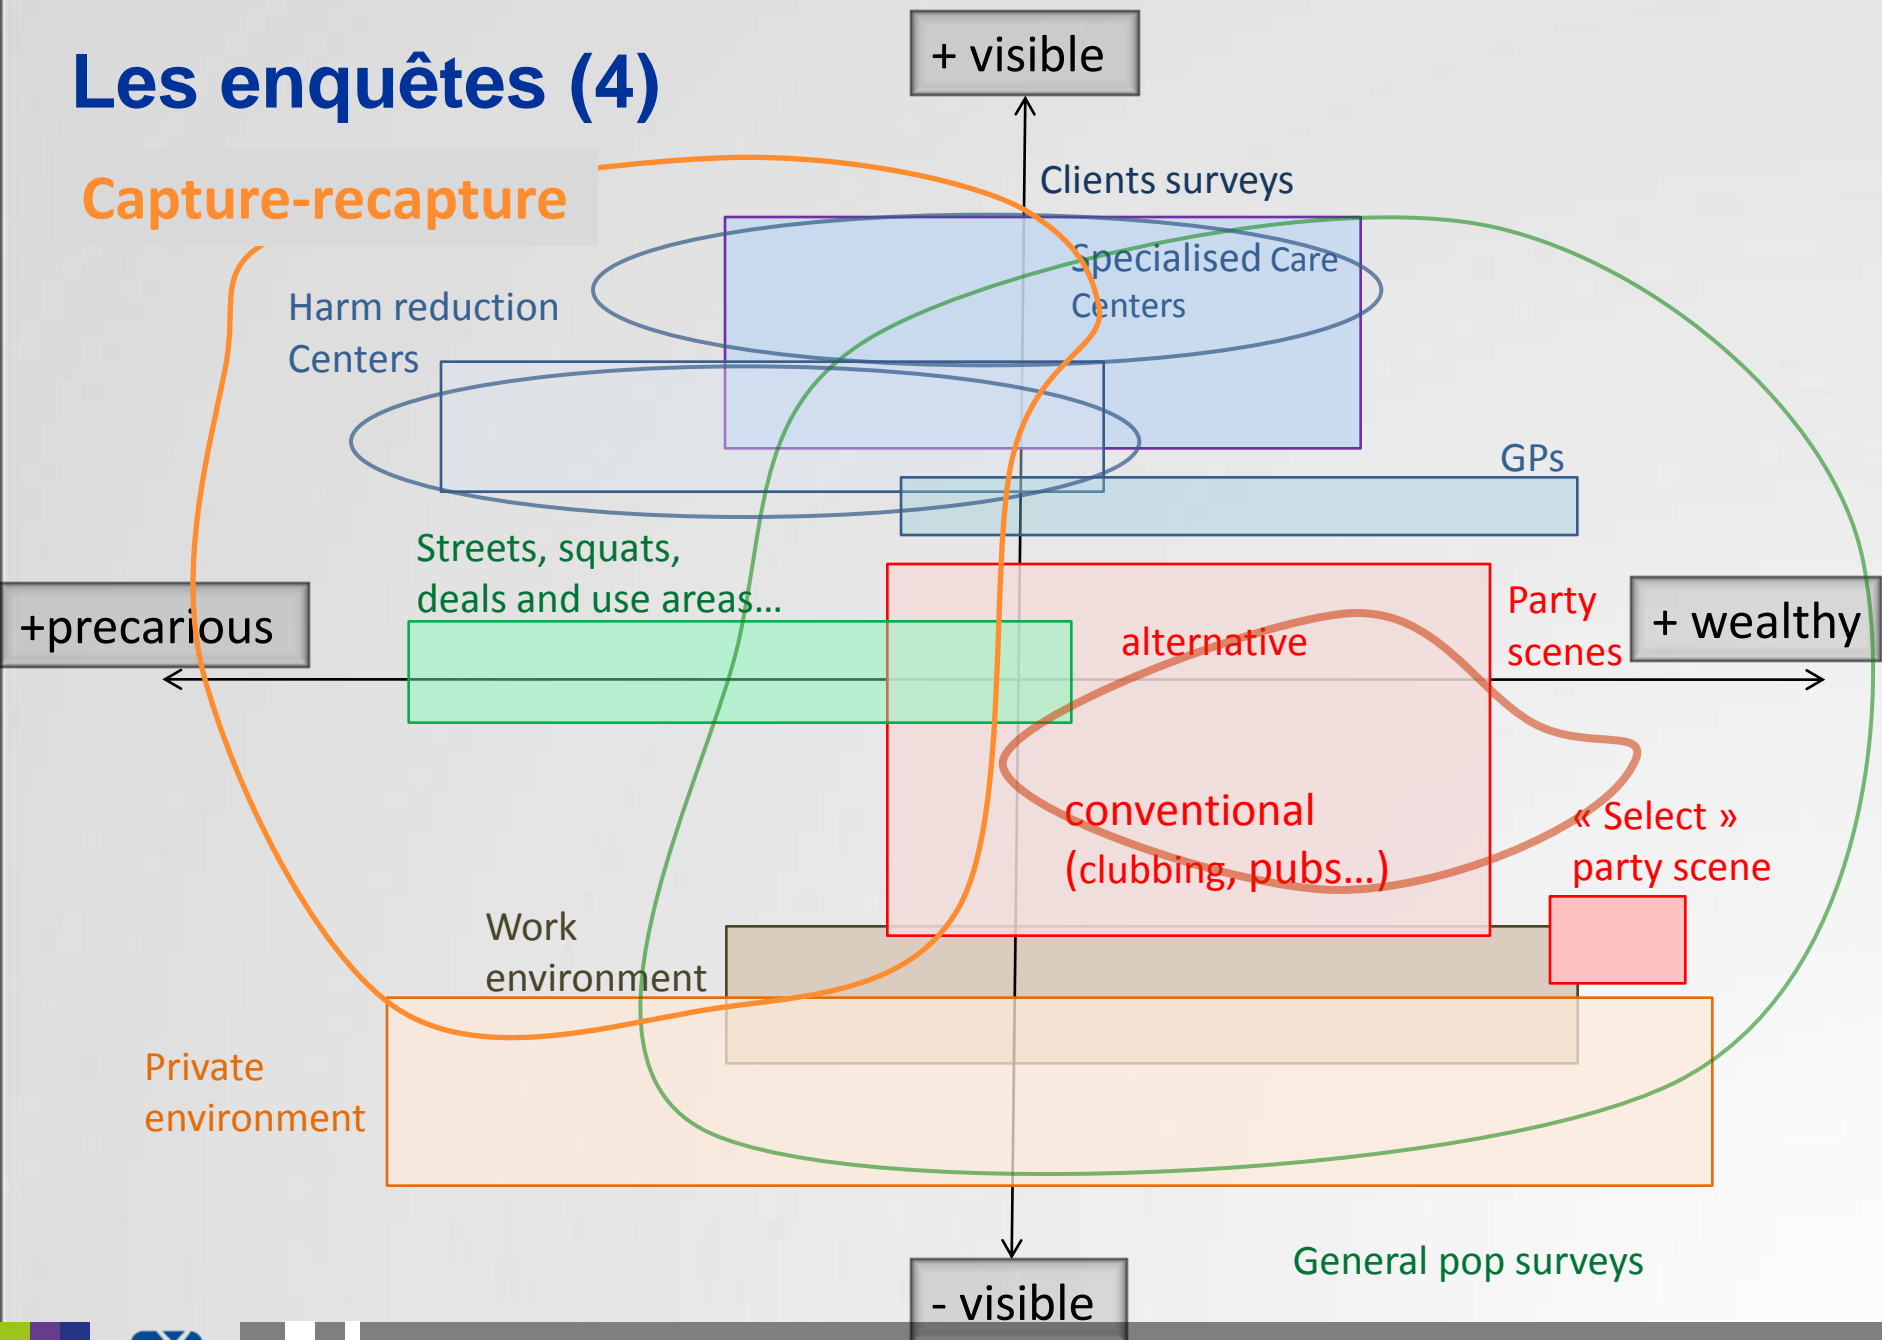 Les enquêtes (4)
+ visible
Capture-recapture
Clients surveys
Specialised Care
Centers
Harm reduction
Centers
GPs
Streets, squats,
deals and use areas...
+precarious
Party
scenes
+ wealthy
alternative
conventional
(clubbing, pubs...)
« Select »
party scene
Work
environment
Private
environment
General pop surveys
- visible